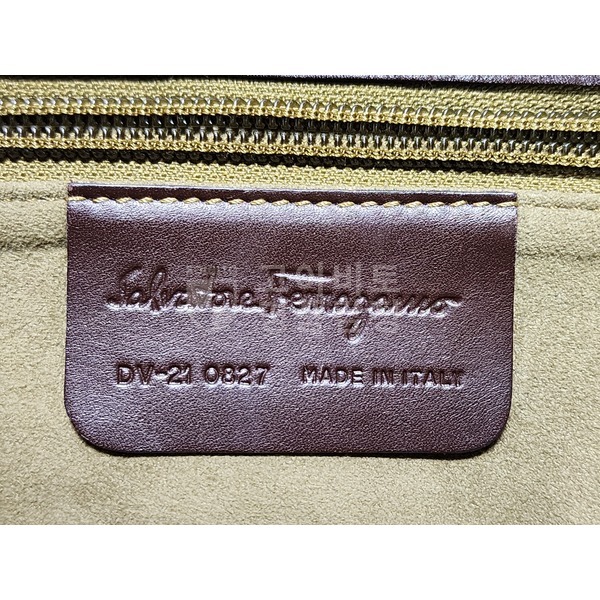 Salvatore Ferragamo
DV-21 0827 MADE IN ITALY